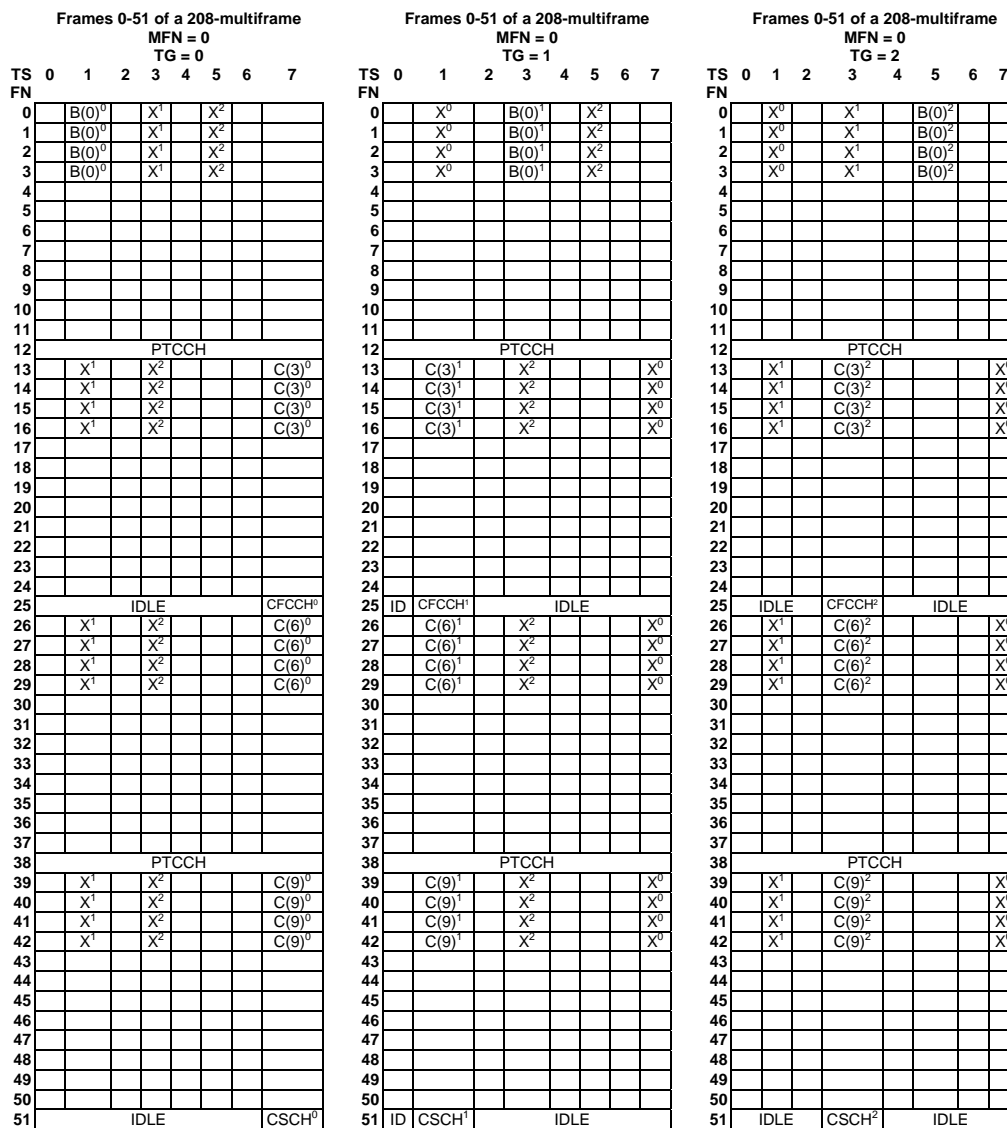 Frames 0-51 of a 208-multiframe
MFN = 0
TG = 0
TS 0 1 2 3 4 5 6 7
FN
0 B(0)⁰ X¹ X²
1 B(0)⁰ X¹ X²
2 B(0)⁰ X¹ X²
3 B(0)⁰ X¹ X²
4
5
6
7
8
9
10
11
12 PTCCH
13 X¹ X² C(3)⁰
14 X¹ X² C(3)⁰
15 X¹ X² C(3)⁰
16 X¹ X² C(3)⁰
17
18
19
20
21
22
23
24
25 IDLE CFCCH⁰
26 X¹ X² C(6)⁰
27 X¹ X² C(6)⁰
28 X¹ X² C(6)⁰
29 X¹ X² C(6)⁰
30
31
32
33
34
35
36
37
38 PTCCH
39 X¹ X² C(9)⁰
40 X¹ X² C(9)⁰
41 X¹ X² C(9)⁰
42 X¹ X² C(9)⁰
43
44
45
46
47
48
49
50
51 IDLE CSCH⁰
Frames 0-51 of a 208-multiframe
MFN = 0
TG = 1
TS 0 1 2 3 4 5 6 7
FN
0 X⁰ B(0)¹ X²
1 X⁰ B(0)¹ X²
2 X⁰ B(0)¹ X²
3 X⁰ B(0)¹ X²
4
5
6
7
8
9
10
11
12 PTCCH
13 C(3)¹ X² X⁰
14 C(3)¹ X² X⁰
15 C(3)¹ X² X⁰
16 C(3)¹ X² X⁰
17
18
19
20
21
22
23
24
25 ID CFCCH¹ IDLE
26 C(6)¹ X² X⁰
27 C(6)¹ X² X⁰
28 C(6)¹ X² X⁰
29 C(6)¹ X² X⁰
30
31
32
33
34
35
36
37
38 PTCCH
39 C(9)¹ X² X⁰
40 C(9)¹ X² X⁰
41 C(9)¹ X² X⁰
42 C(9)¹ X² X⁰
43
44
45
46
47
48
49
50
51 ID CSCH¹ IDLE
Frames 0-51 of a 208-multiframe
MFN = 0
TG = 2
TS 0 1 2 3 4 5 6 7
FN
0 X⁰ X¹ B(0)²
1 X⁰ X¹ B(0)²
2 X⁰ X¹ B(0)²
3 X⁰ X¹ B(0)²
4
5
6
7
8
9
10
11
12 PTCCH
13 X¹ C(3)² X⁰
14 X¹ C(3)² X⁰
15 X¹ C(3)² X⁰
16 X¹ C(3)² X⁰
17
18
19
20
21
22
23
24
25 IDLE CFCCH² IDLE
26 X¹ C(6)² X⁰
27 X¹ C(6)² X⁰
28 X¹ C(6)² X⁰
29 X¹ C(6)² X⁰
30
31
32
33
34
35
36
37
38 PTCCH
39 X¹ C(9)² X⁰
40 X¹ C(9)² X⁰
41 X¹ C(9)² X⁰
42 X¹ C(9)² X⁰
43
44
45
46
47
48
49
50
51 IDLE CSCH² IDLE